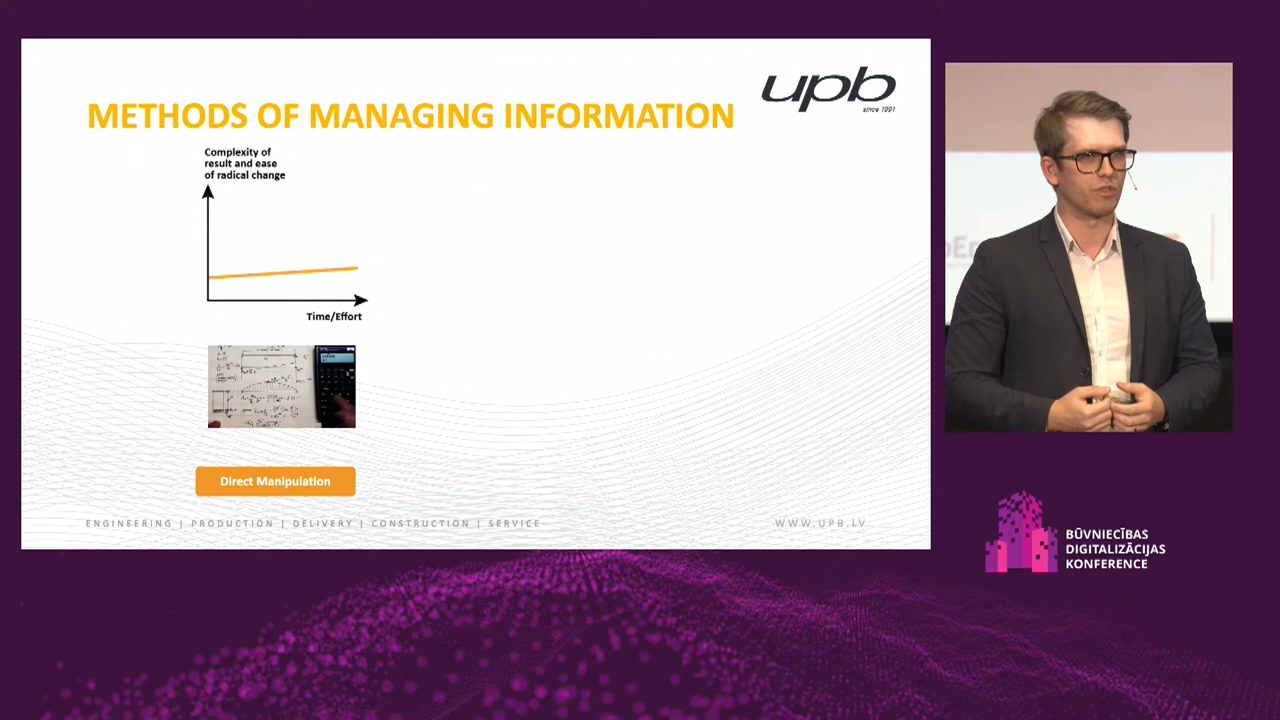 METHODS OF MANAGING INFORMATION
upb
since 1991
Complexity of
result and ease
of radical change
Time/Effort
Direct Manipulation
ENGINEERING | PRODUCTION | DELIVERY | CONSTRUCTION | SERVICE
WWW.UPB.LV
BŪVNIECĪBAS
DIGITALIZĀCIJAS
KONFERENCE